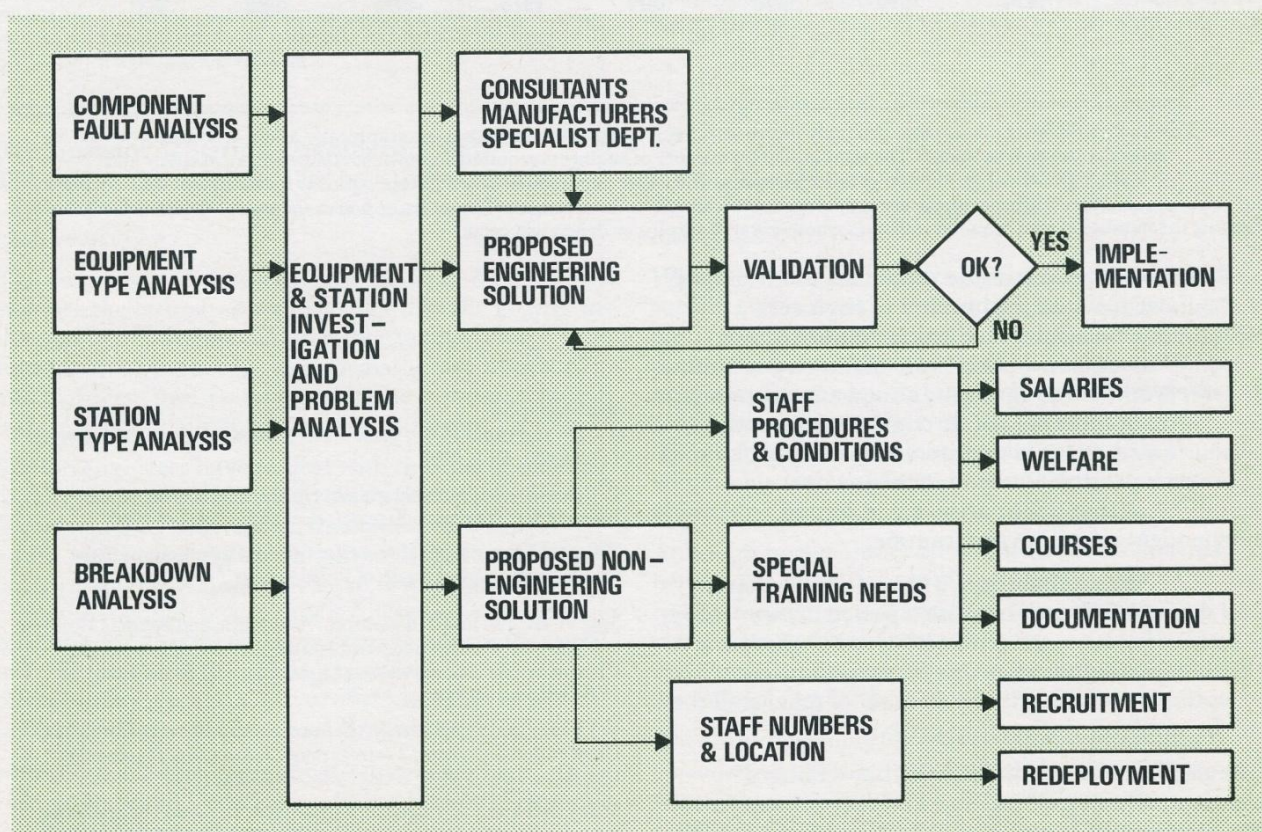 COMPONENT
FAULT ANALYSIS
EQUIPMENT
TYPE ANALYSIS
STATION
TYPE ANALYSIS
BREAKDOWN
ANALYSIS
EQUIPMENT
& STATION
INVEST–
IGATION
AND
PROBLEM
ANALYSIS
CONSULTANTS
MANUFACTURERS
SPECIALIST DEPT.
PROPOSED
ENGINEERING
SOLUTION
VALIDATION
OK?
YES
NO
IMPLE–
MENTATION
PROPOSED NON–
ENGINEERING
SOLUTION
STAFF
PROCEDURES
& CONDITIONS
SALARIES
WELFARE
SPECIAL
TRAINING NEEDS
COURSES
DOCUMENTATION
STAFF NUMBERS
& LOCATION
RECRUITMENT
REDEPLOYMENT